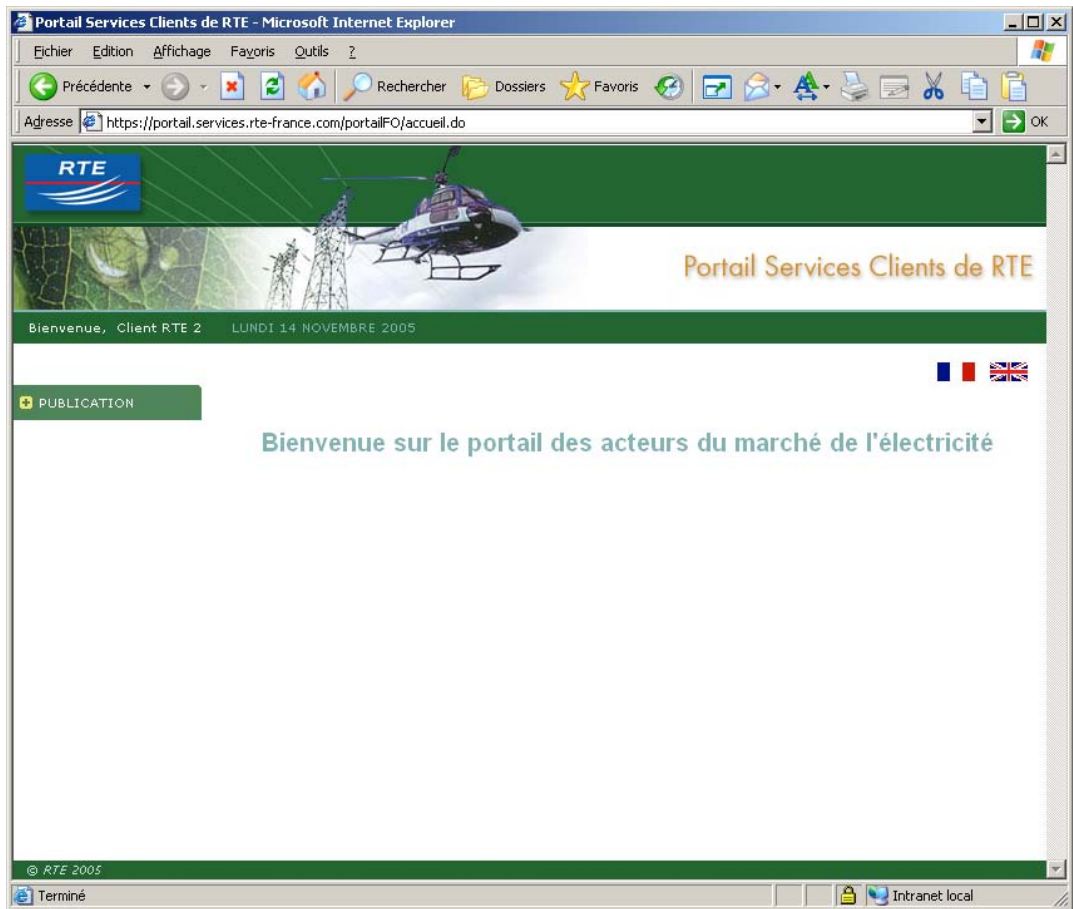 Portail Services Clients de RTE - Microsoft Internet Explorer
Fichier Edition Affichage Favoris Outils ?
Précédente Rechercher Dossiers Favoris
Adresse https://portail.services.rte-france.com/portailFO/accueil.do OK
RTE
Portail Services Clients de RTE
Bienvenue, Client RTE 2 LUNDI 14 NOVEMBRE 2005
PUBLICATION
Bienvenue sur le portail des acteurs du marché de l'électricité
© RTE 2005
Terminé Intranet local